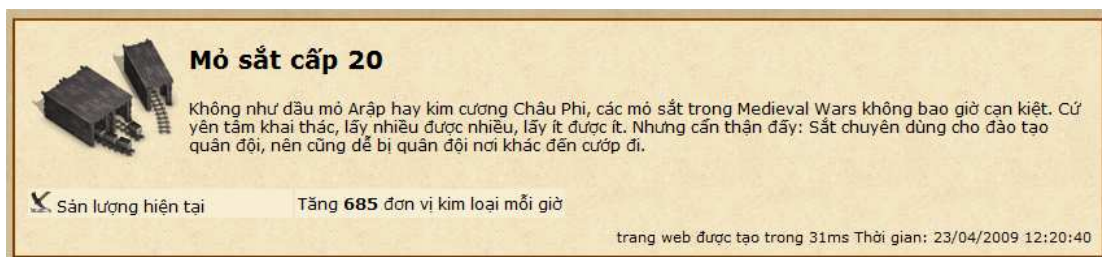 Mỏ sắt cấp 20
Không như dầu mỏ Arập hay kim cương Châu Phi, các mỏ sắt trong Medieval Wars không bao giờ cạn kiệt. Cứ
yên tâm khai thác, lấy nhiều được nhiều, lấy ít được ít. Nhưng cẩn thận đấy: Sắt chuyên dùng cho đào tạo
quân đội, nên cũng dễ bị quân đội nơi khác đến cướp đi.
Sản lượng hiện tại Tăng 685 đơn vị kim loại mỗi giờ
trang web được tạo trong 31ms Thời gian: 23/04/2009 12:20:40